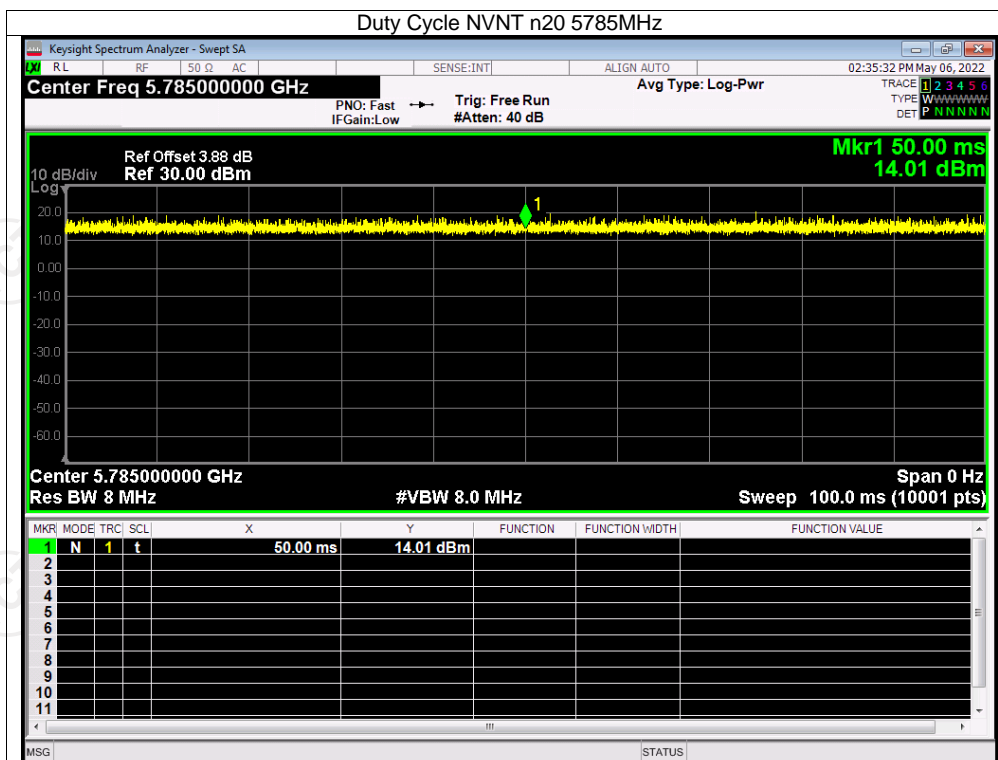 Duty Cycle NVNT n20 5785MHz
Keysight Spectrum Analyzer - Swept SA
LXI RL RF 50 Ω AC SENSE:INT ALIGN AUTO 02:35:32 PM May 06, 2022
Center Freq 5.785000000 GHz
PNO: Fast
IFGain:Low
Trig: Free Run
#Atten: 40 dB
Avg Type: Log-Pwr
TRACE 1 2 3 4 5 6
TYPE WWWWWW
DET P N N N N N
Mkr1 50.00 ms
14.01 dBm
Ref Offset 3.88 dB
10 dB/div Ref 30.00 dBm
Log
1
20.0
10.0
0.00
-10.0
-20.0
-30.0
-40.0
-50.0
-60.0
Center 5.785000000 GHz Span 0 Hz
Res BW 8 MHz #VBW 8.0 MHz Sweep 100.0 ms (10001 pts)
MKR MODE TRC SCL X Y FUNCTION FUNCTION WIDTH FUNCTION VALUE
1 N 1 t 50.00 ms 14.01 dBm
2
3
4
5
6
7
8
9
10
11
MSG STATUS